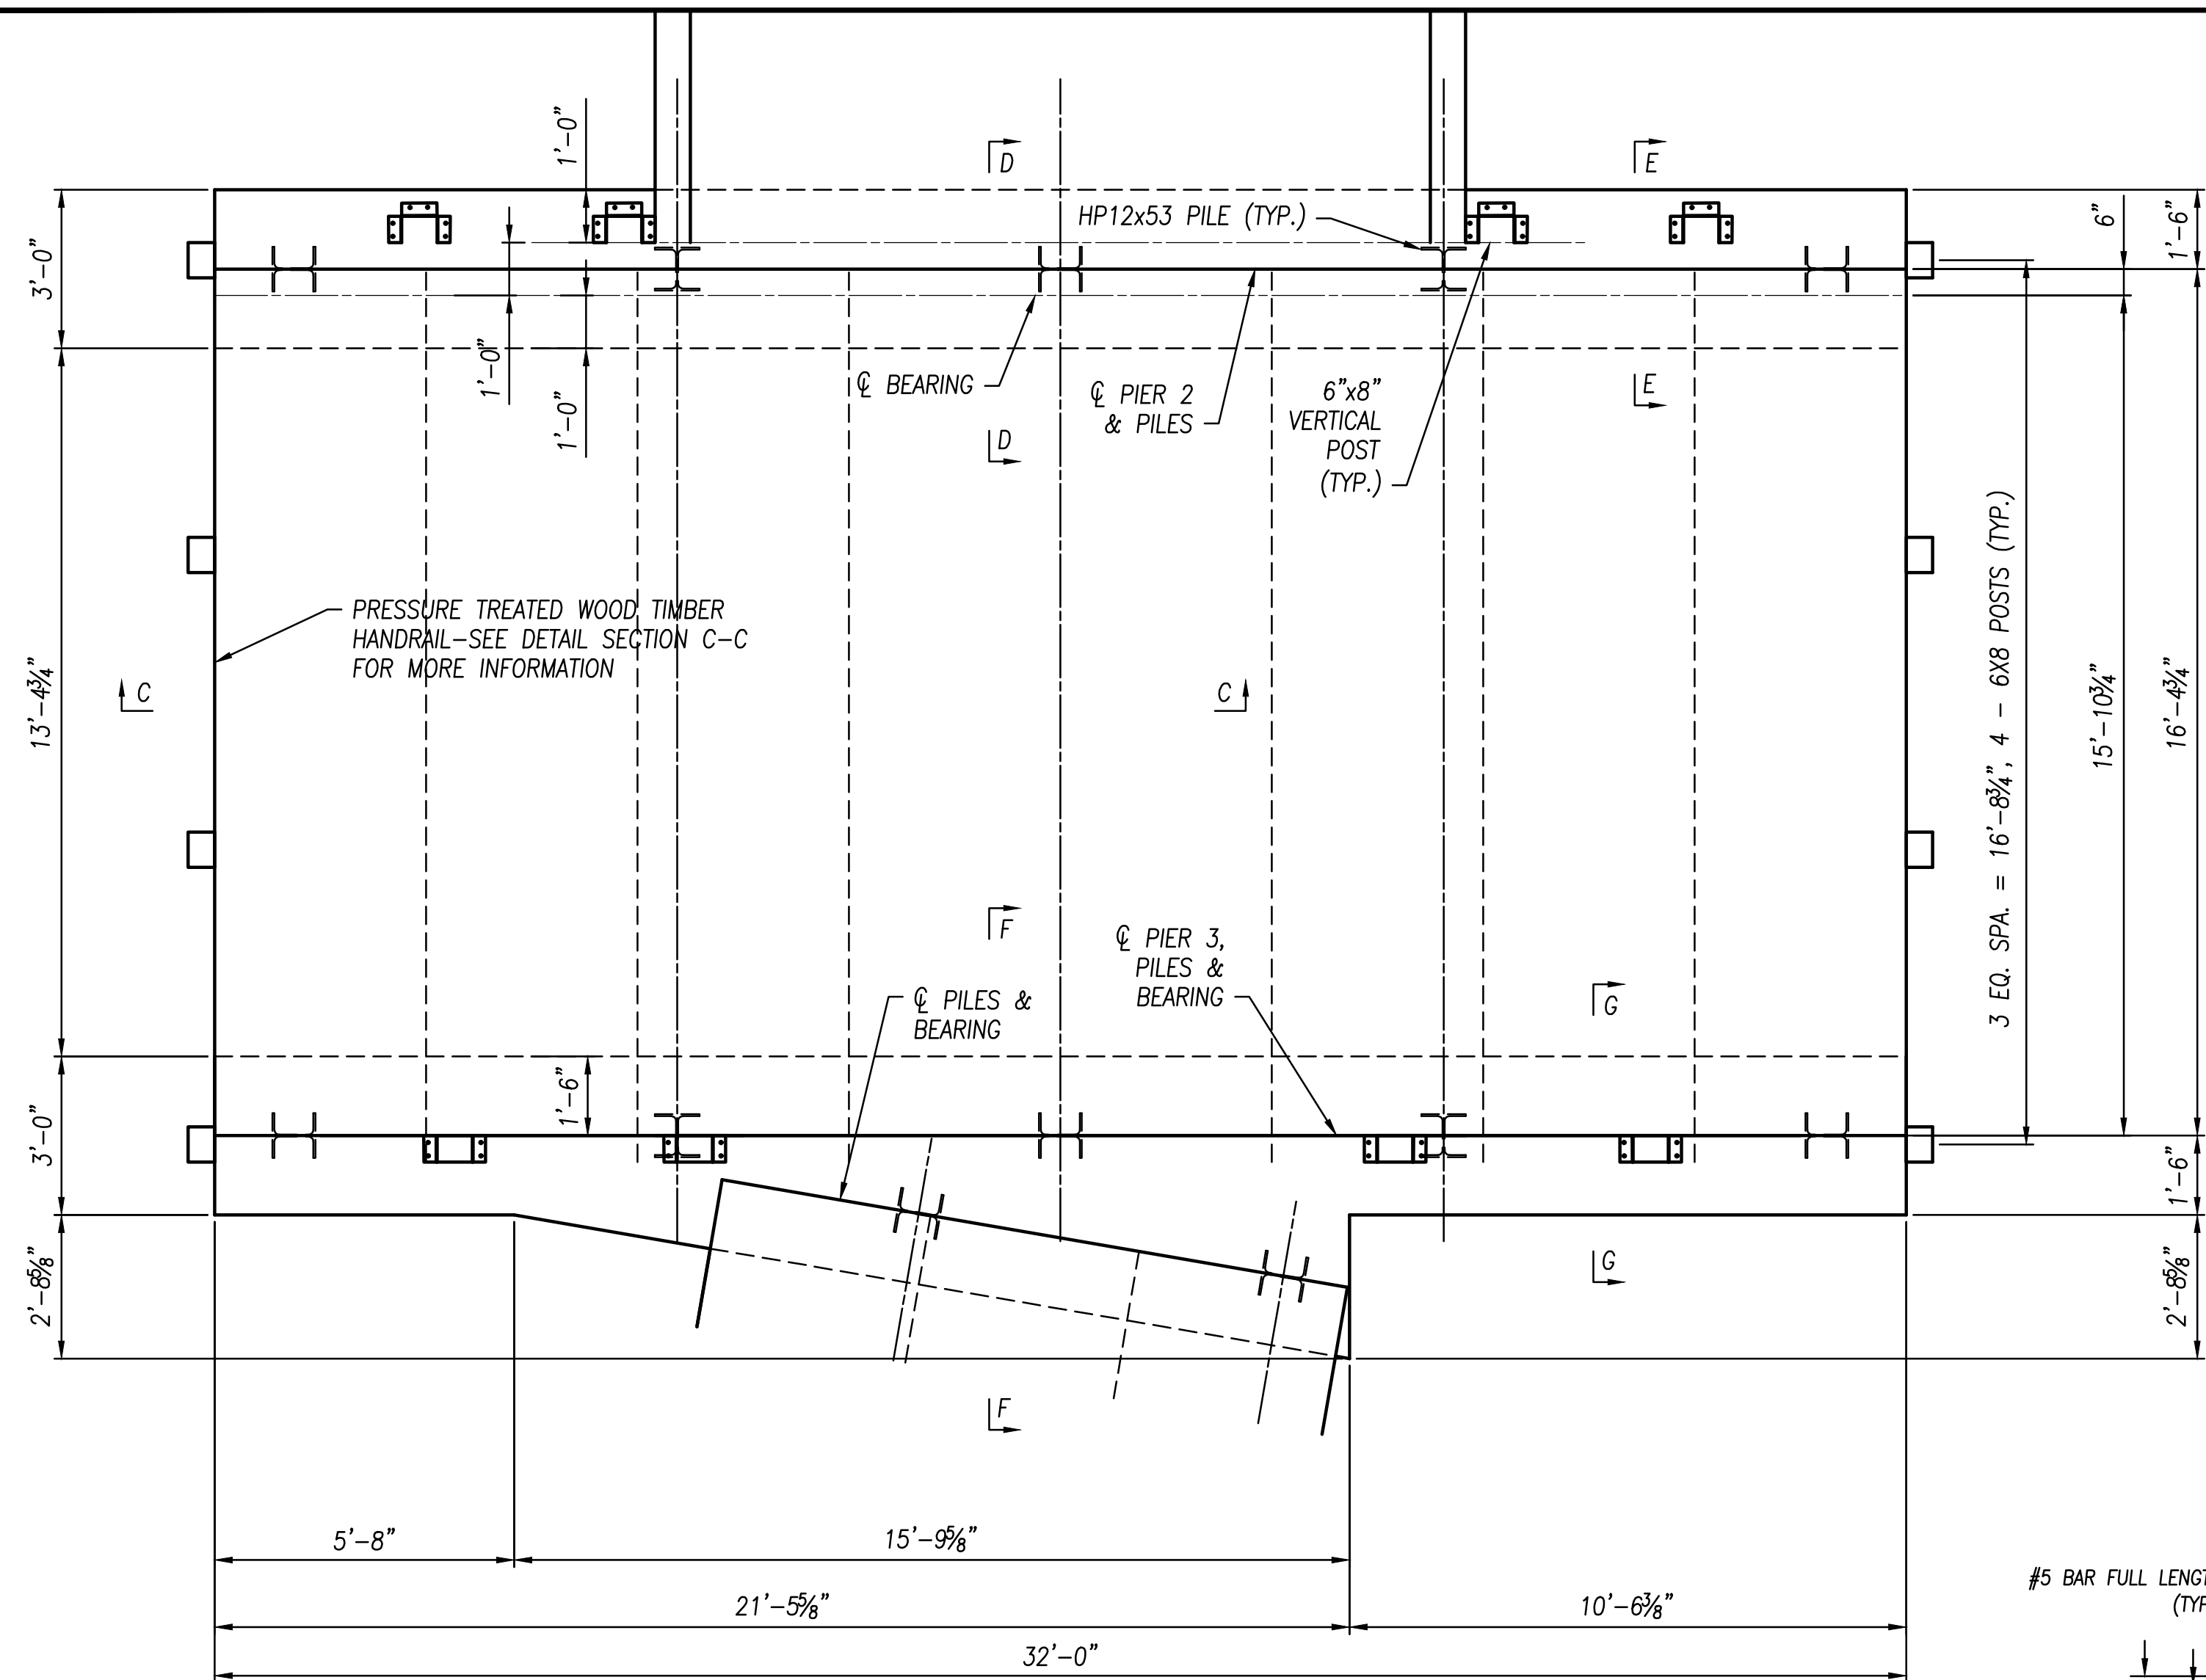 1'-0"
D
E
HP12x53 PILE (TYP.)
6"
1'-6"
3'-0"
1'-0"
1'-0"
℄ BEARING
℄ PIER 2
& PILES
6"x8"
VERTICAL
POST
(TYP.)
E
D
3 EQ. SPA. = 16'-8¾", 4 - 6X8 POSTS (TYP.)
15'-10¾"
16'-4¾"
PRESSURE TREATED WOOD TIMBER
HANDRAIL-SEE DETAIL SECTION C-C
FOR MORE INFORMATION
C
C
13'-4¾"
F
℄ PIER 3,
PILES &
BEARING
℄ PILES &
BEARING
G
3'-0"
1'-6"
1'-6"
G
2'-8⅝"
2'-8⅝"
F
5'-8"
15'-9⅝"
21'-5⅝"
10'-6⅜"
32'-0"
#5 BAR FULL LENGT
(TYP